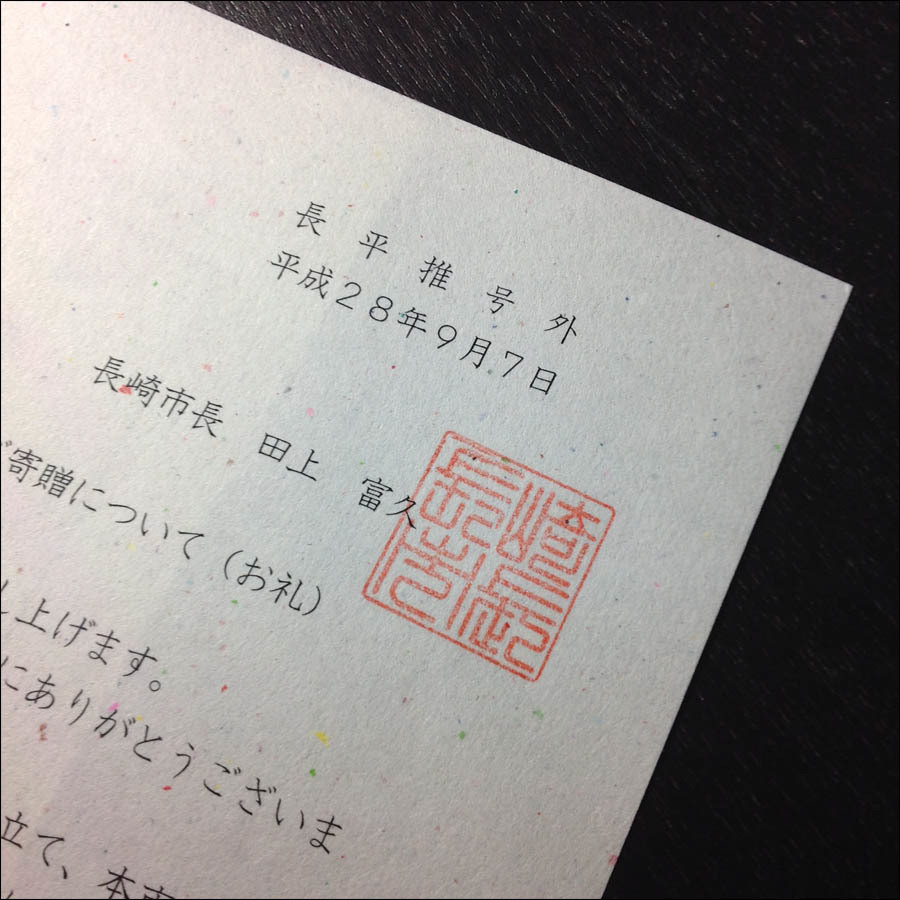 長平推号外
平成２８年９月７日
長崎市長　田上　富久
寄贈について（お礼）
し上げます。
にありがとうございま
立て、本市